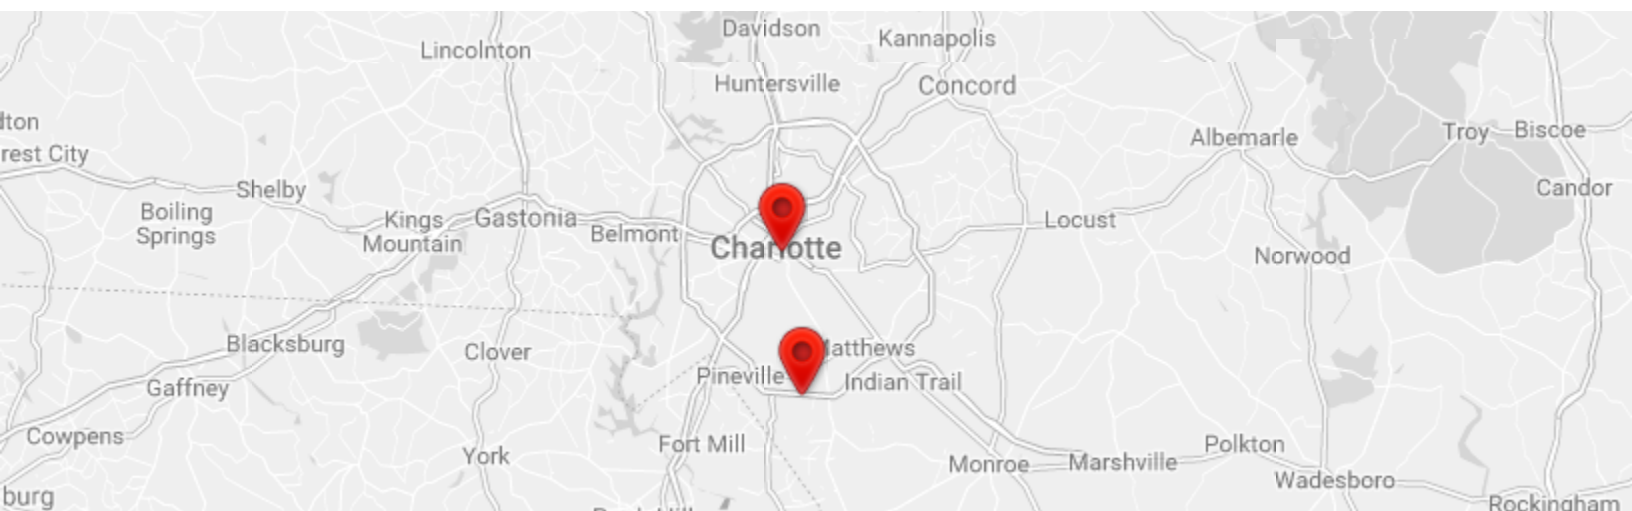 Davidson
Kannapolis
Lincolnton
Huntersville
Concord
Albemarle
Troy
Biscoe
rest City
Shelby
Candor
Boiling
Springs
Kings
Mountain
Gastonia
Belmont
Charlotte
Locust
Norwood
Blacksburg
Clover
Matthews
Gaffney
Pineville
Indian Trail
Cowpens
York
Fort Mill
Monroe
Marshville
Polkton
Wadesboro
burg
Rockingham